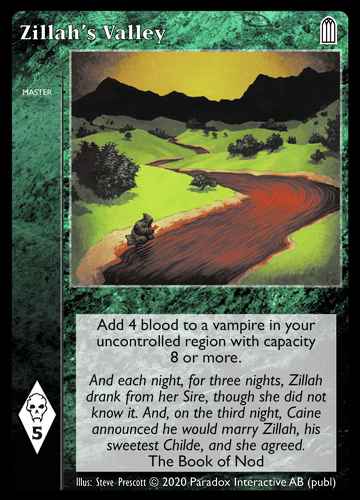 Zillah's Valley
MASTER
Add 4 blood to a vampire in your
uncontrolled region with capacity
8 or more.
And each night, for three nights, Zillah
drank from her Sire, though she did not
know it. And, on the third night, Caine
announced he would marry Zillah, his
sweetest Childe, and she agreed.
The Book of Nod
5
Illus: Steve Prescott © 2020 Paradox Interactive AB (publ)